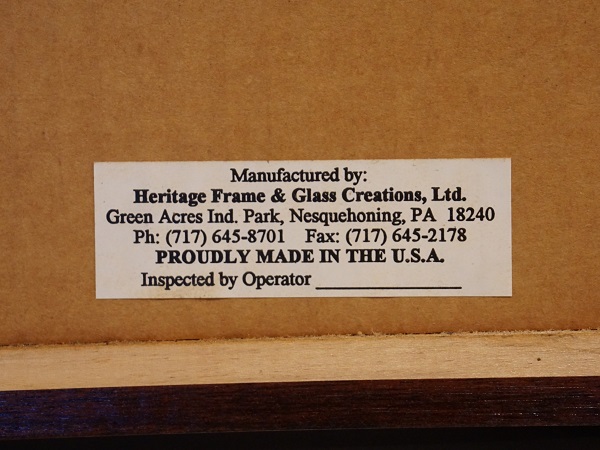 Manufactured by:
Heritage Frame & Glass Creations, Ltd.
Green Acres Ind. Park, Nesquehoning, PA 18240
Ph: (717) 645-8701 Fax: (717) 645-2178
PROUDLY MADE IN THE U.S.A.
Inspected by Operator _______________